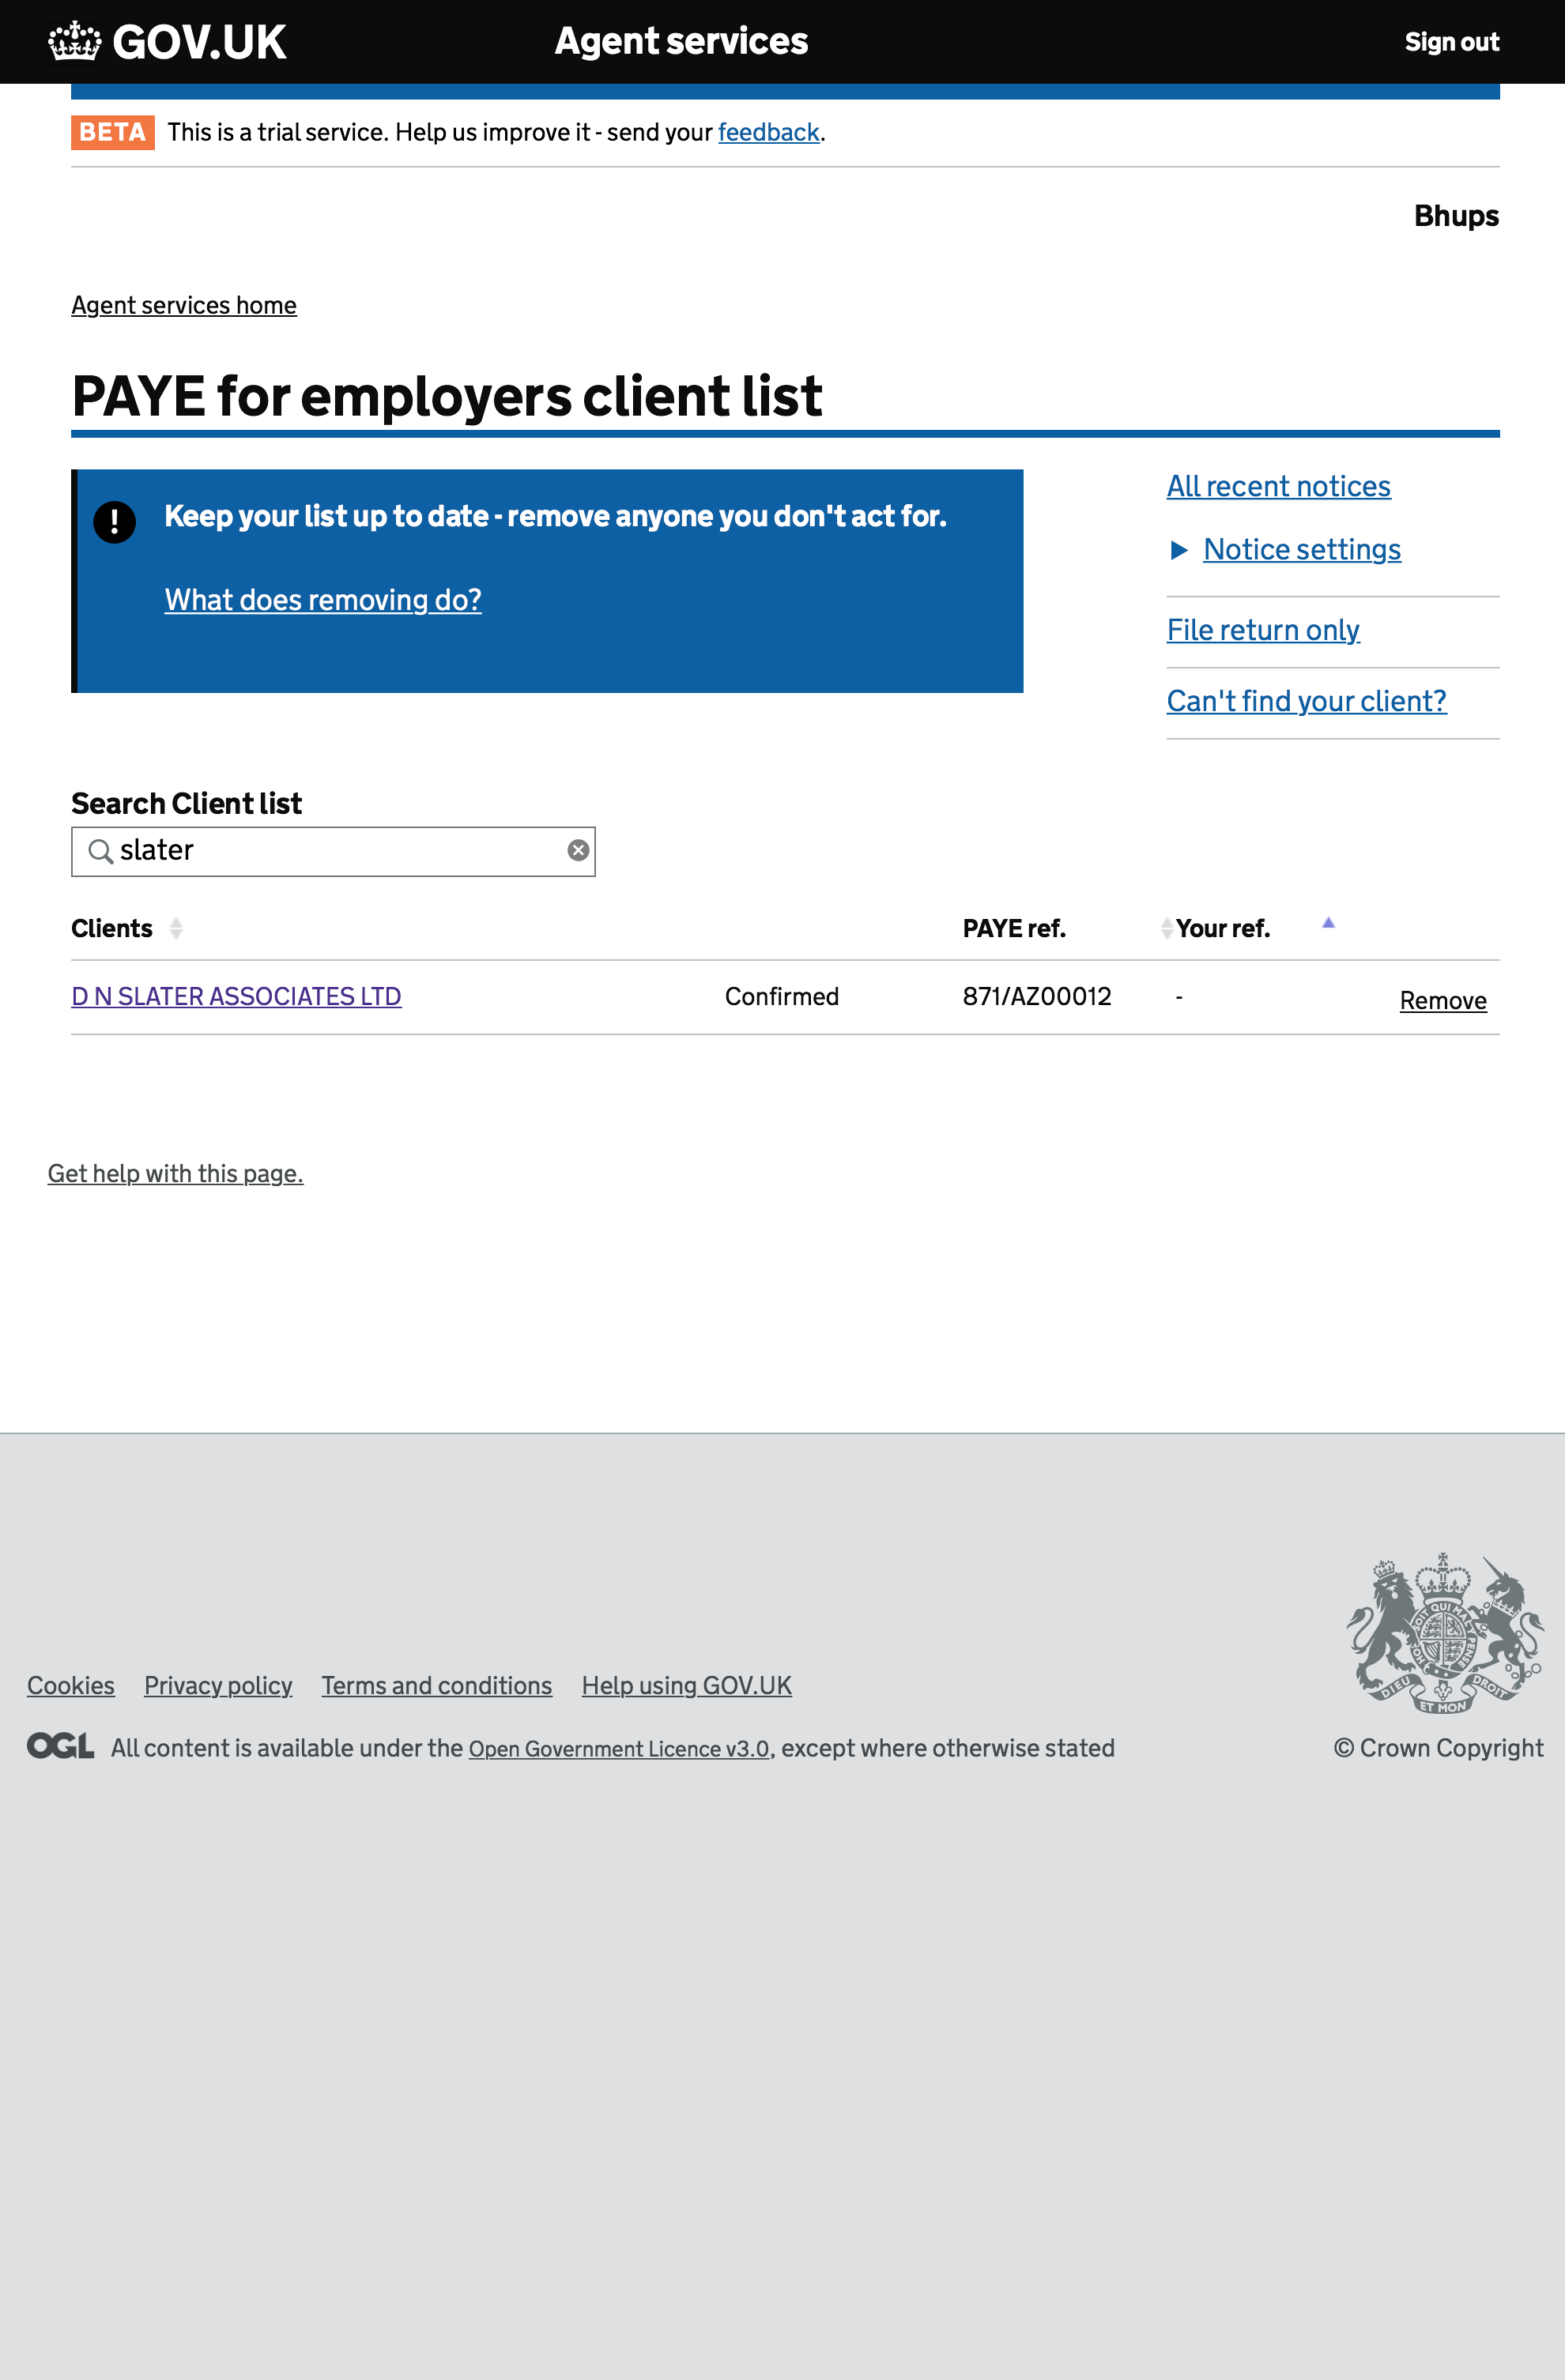 GOV.UK Agent services Sign out
BETA This is a trial service. Help us improve it - send your feedback.
Bhups
Agent services home
PAYE for employers client list
! Keep your list up to date - remove anyone you don't act for.
What does removing do?
All recent notices
Notice settings
File return only
Can't find your client?
Search Client list
slater
Clients PAYE ref. Your ref.
D N SLATER ASSOCIATES LTD Confirmed 871/AZ00012 - Remove
Get help with this page.
Cookies Privacy policy Terms and conditions Help using GOV.UK
DIEU ET MON DROIT
OGL All content is available under the Open Government Licence v3.0, except where otherwise stated
© Crown Copyright